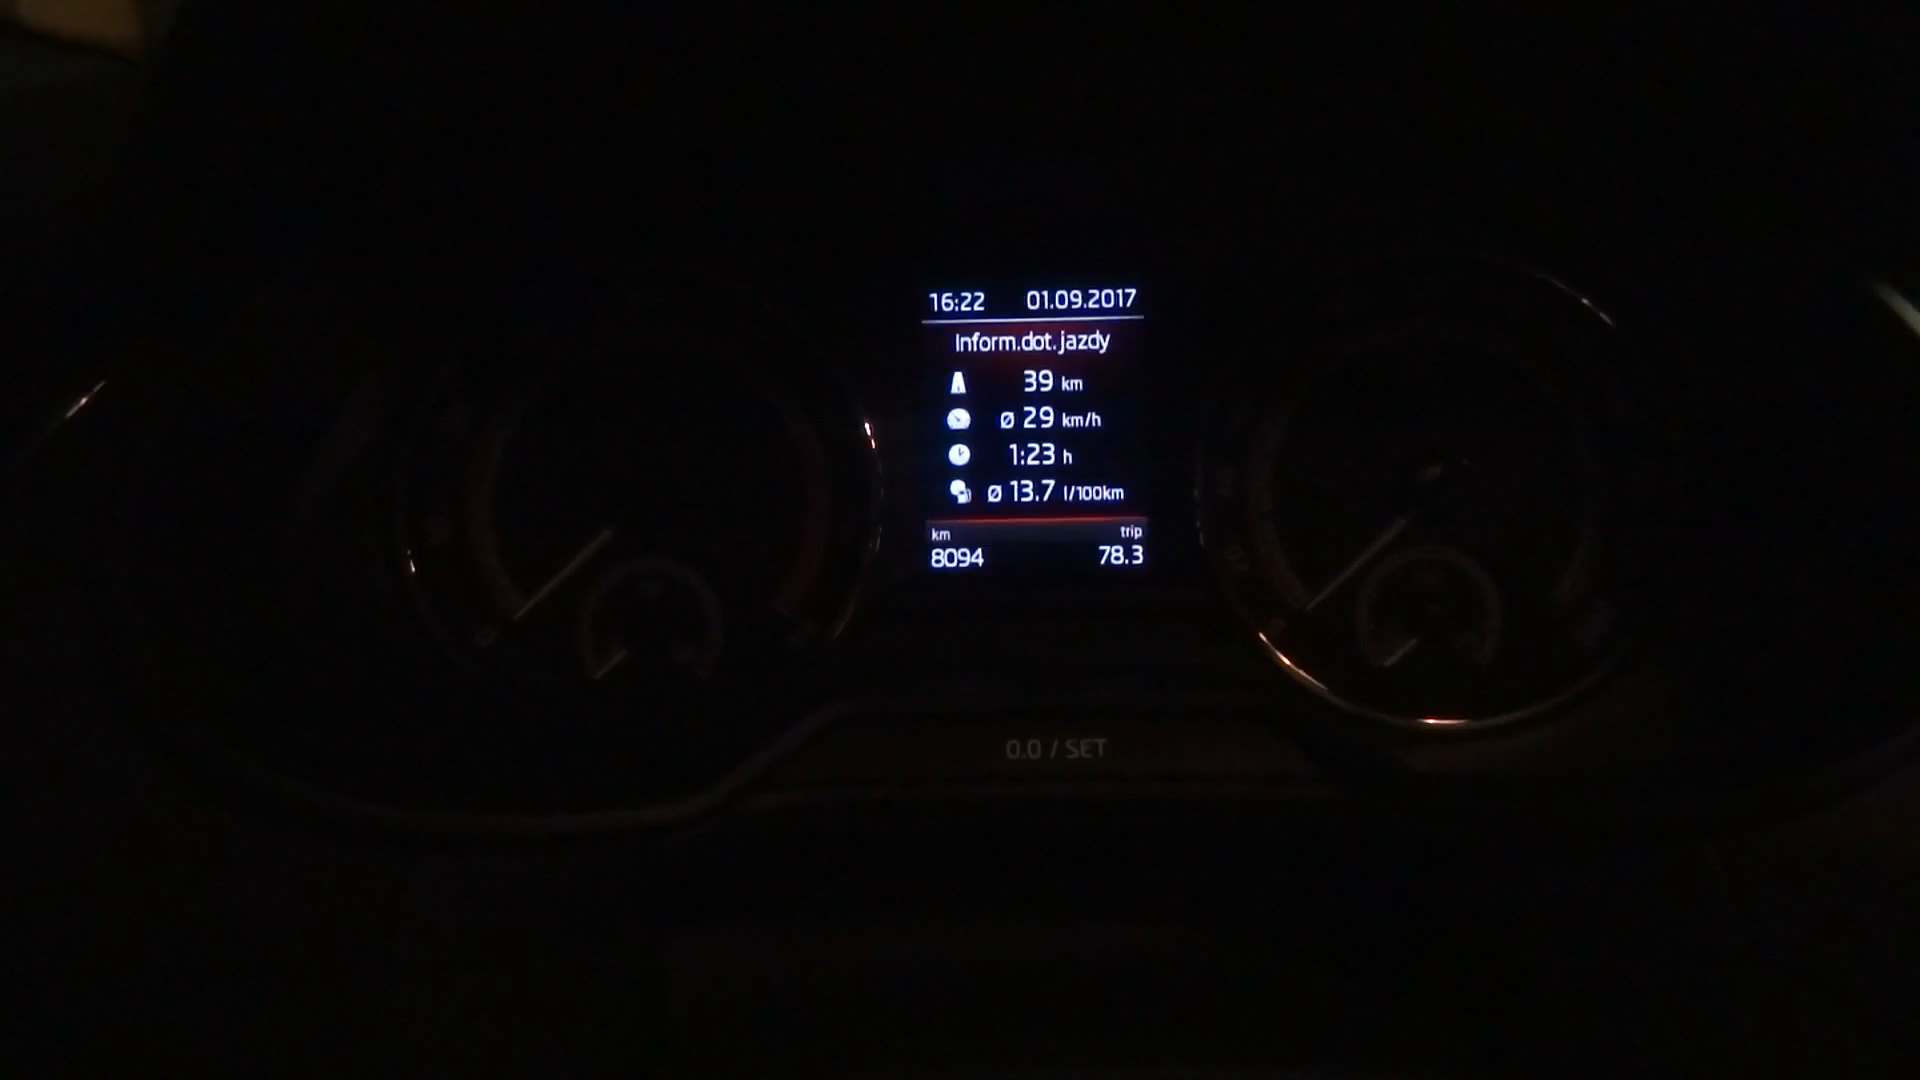 16:22 01.09.2017
Inform.dot.jazdy
39 km
ø 29 km/h
1:23 h
ø 13.7 l/100km
km trip
8094 78.3
0.0 / SET